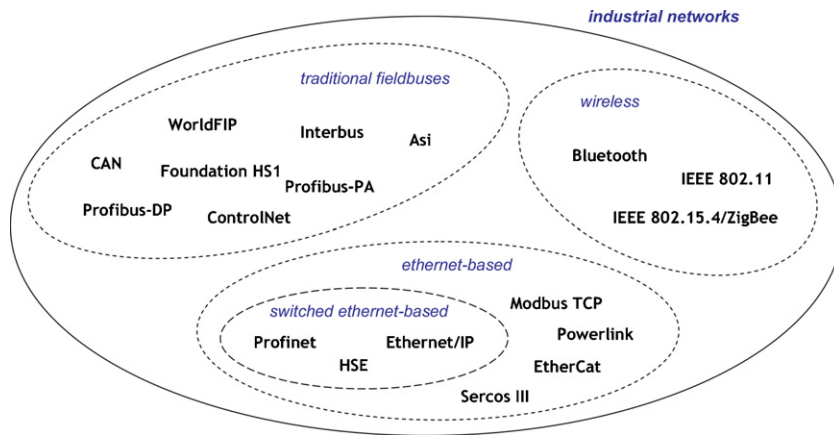 industrial networks
traditional fieldbuses
wireless
WorldFIP
Interbus
Asi
CAN
Foundation HS1
Profibus-PA
Profibus-DP
ControlNet
Bluetooth
IEEE 802.11
IEEE 802.15.4/ZigBee
ethernet-based
switched ethernet-based
Modbus TCP
Profinet
Ethernet/IP
Powerlink
HSE
EtherCat
Sercos III